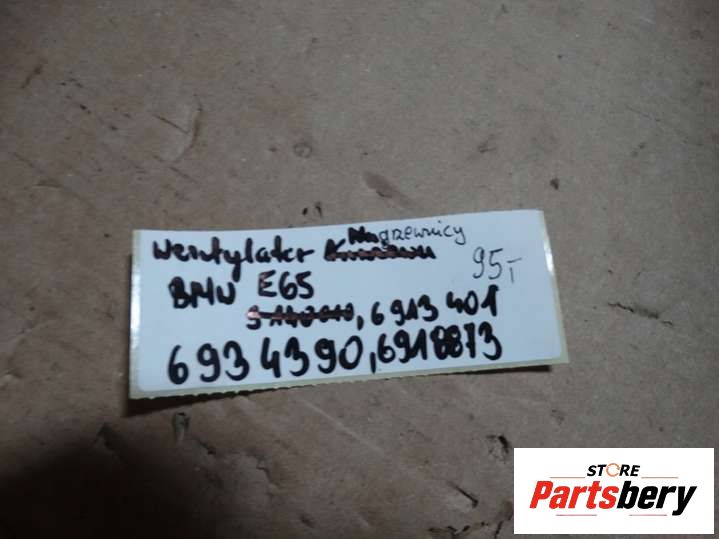 Wentylator Nagrzewnicy
BMW E65 95,-
6913401
6934390, 6918873
STORE
Partsbery